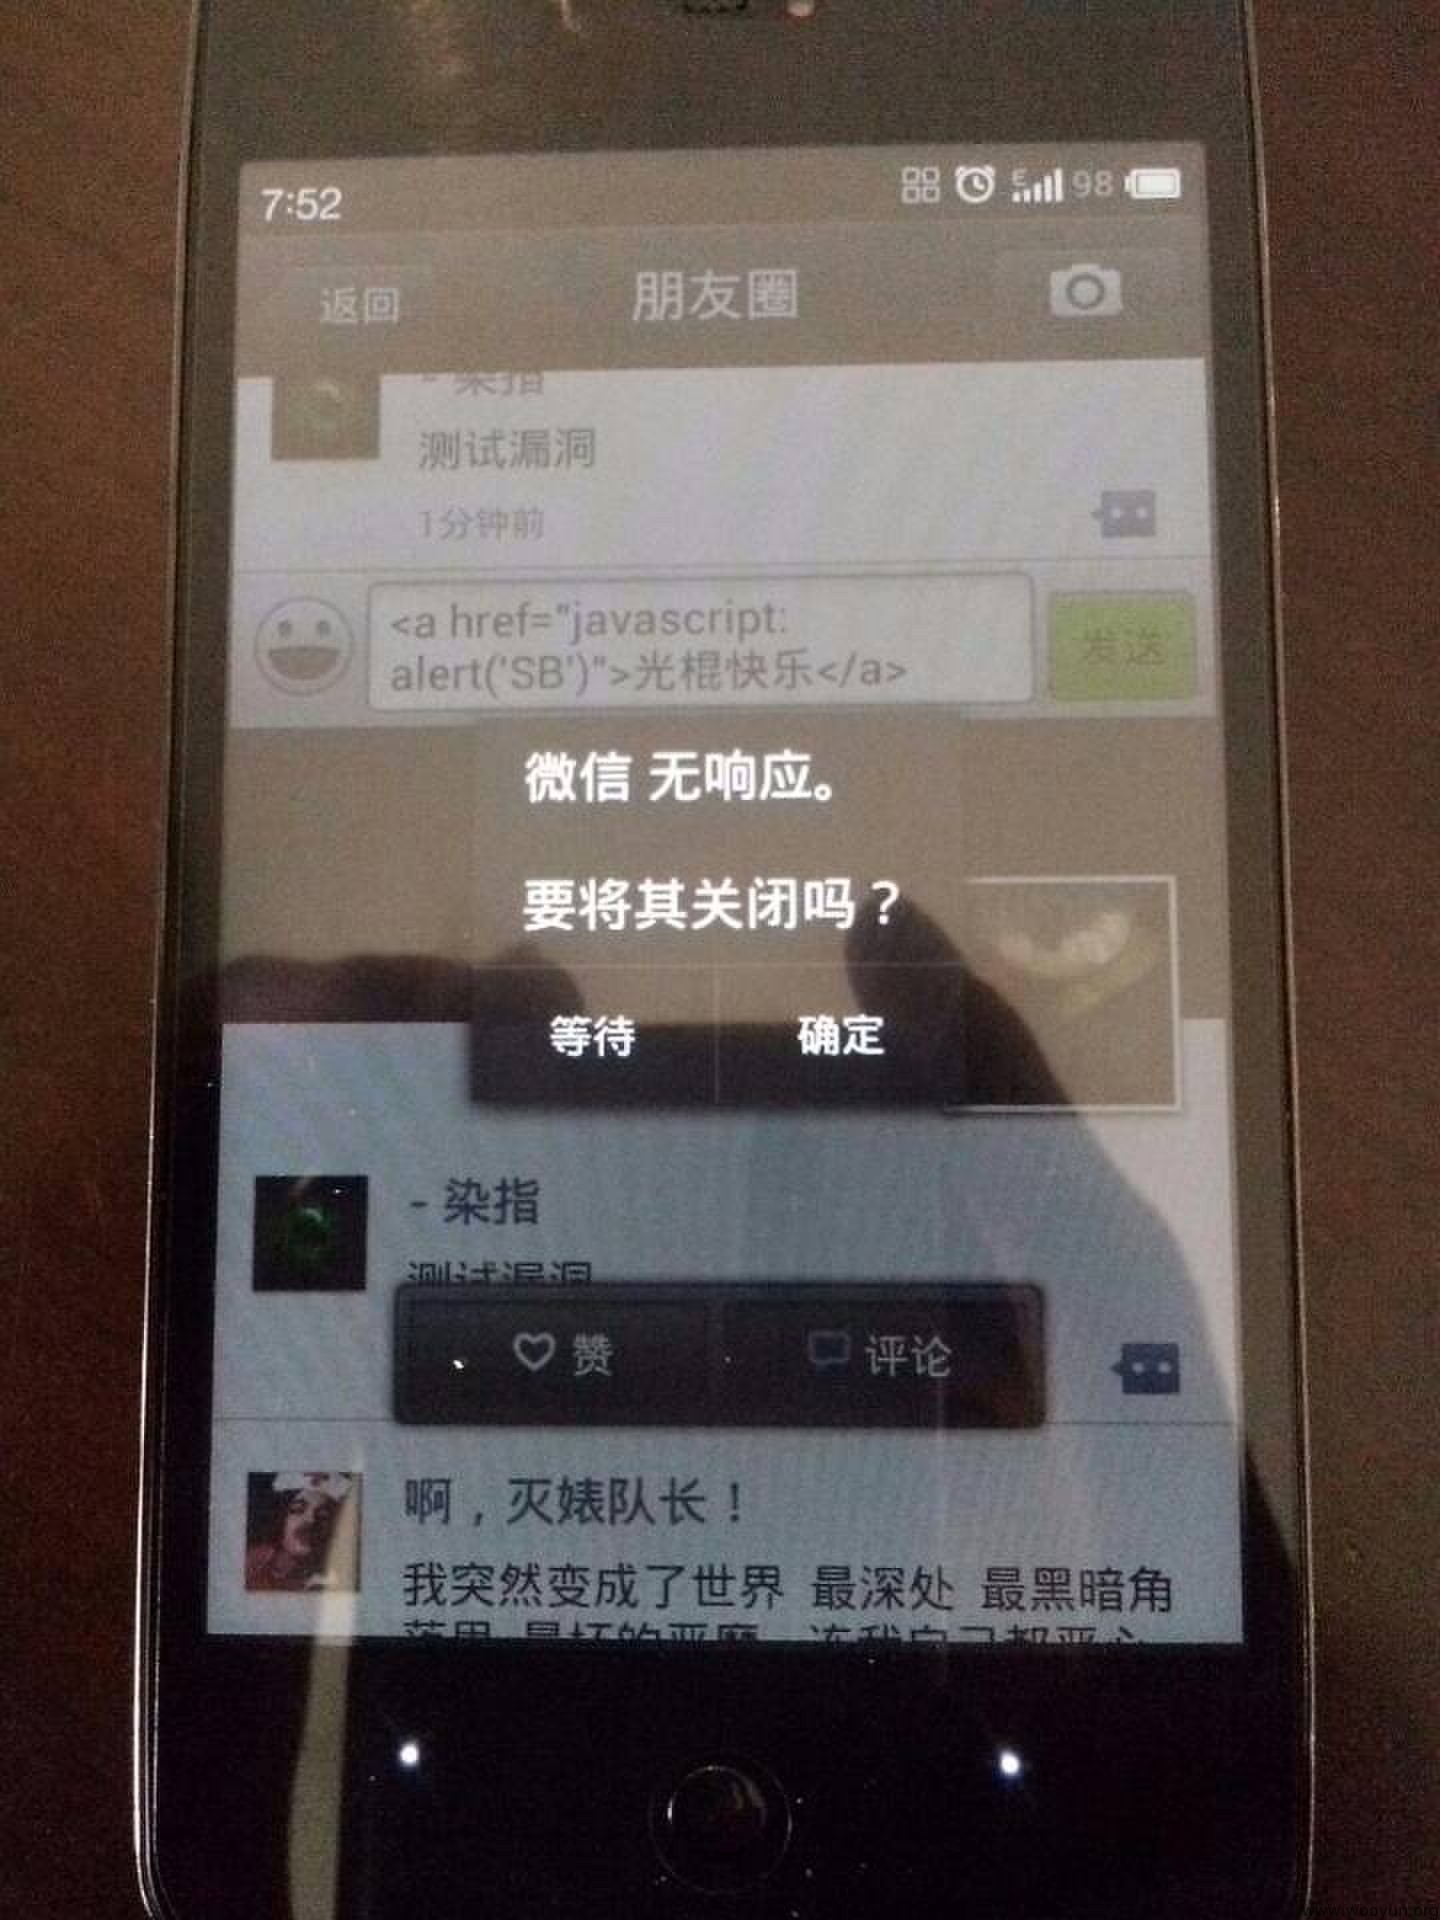 7:52
E
98
返回
朋友圈
- 染指
测试漏洞
1分钟前
<a href="javascript:
alert('SB')">光棍快乐</a>
发送
微信 无响应。
要将其关闭吗？
等待
确定
- 染指
测试漏洞
赞
评论
啊，灭婊队长！
我突然变成了世界 最深处 最黑暗角
落里 最坏的恶魔 连我自己都恶心
www.wooyun.org